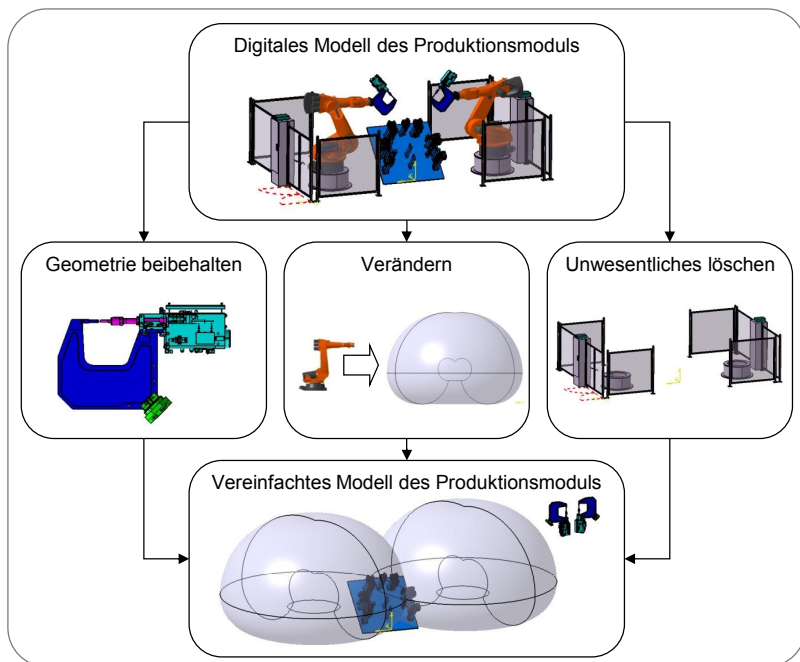 Digitales Modell des Produktionsmoduls
Geometrie beibehalten
Verändern
Unwesentliches löschen
Vereinfachtes Modell des Produktionsmoduls